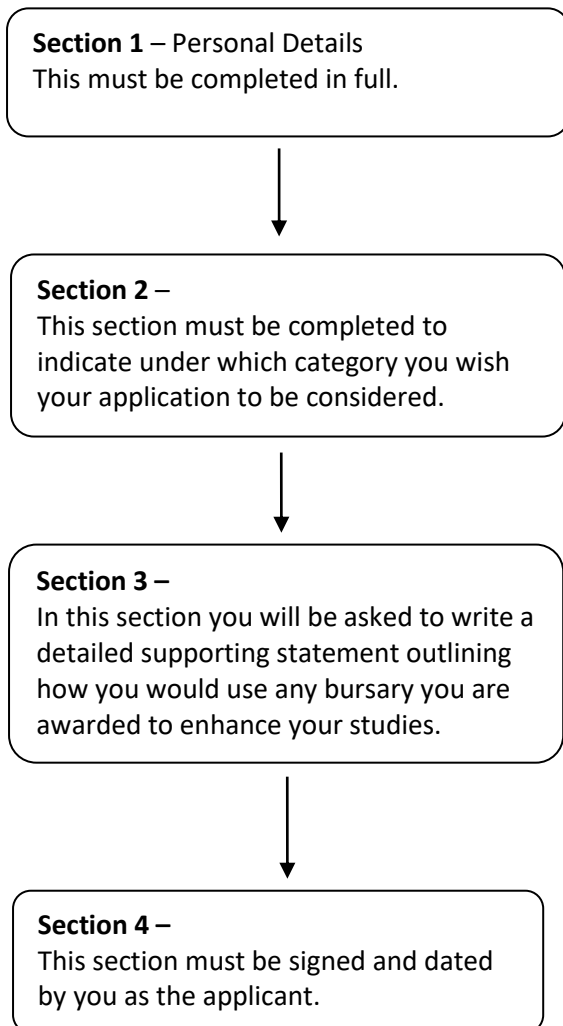 Section 1 – Personal Details
This must be completed in full.
Section 2 –
This section must be completed to
indicate under which category you wish
your application to be considered.
Section 3 –
In this section you will be asked to write a
detailed supporting statement outlining
how you would use any bursary you are
awarded to enhance your studies.
Section 4 –
This section must be signed and dated
by you as the applicant.